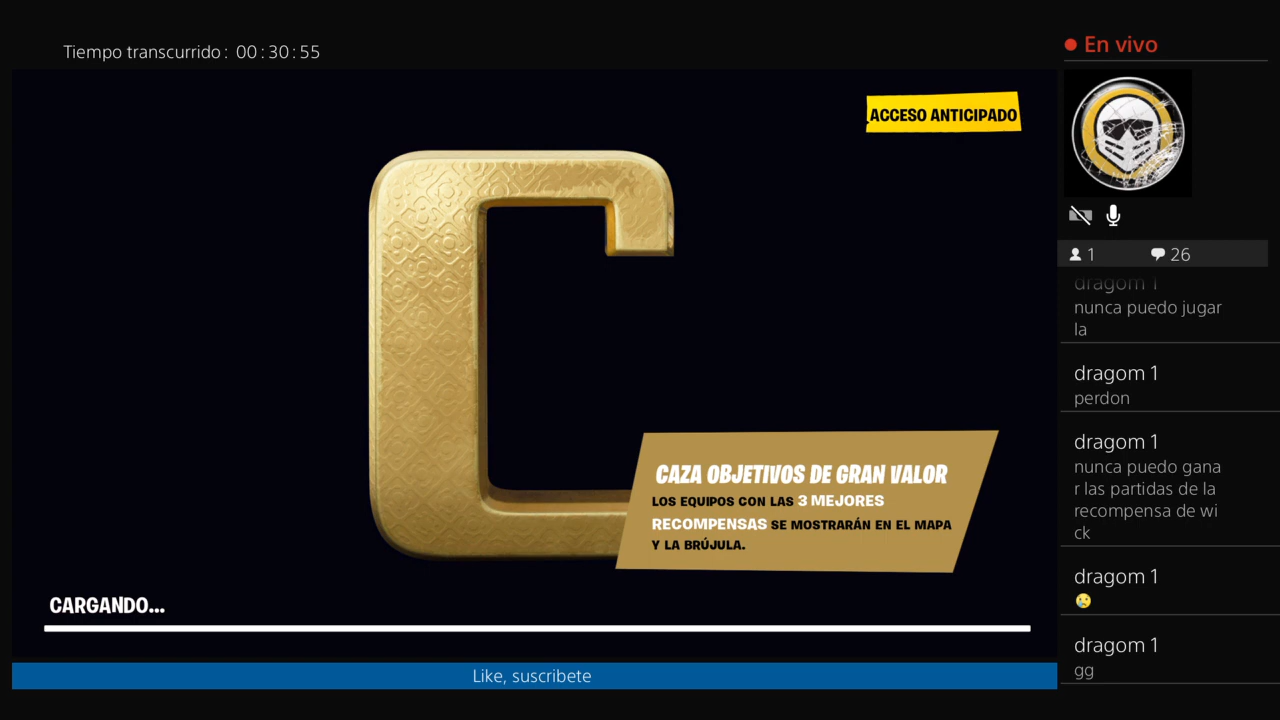 Tiempo transcurrido: 00:30:55
En vivo
ACCESO ANTICIPADO
1
26
dragom 1
nunca puedo jugar
la
dragom 1
perdon
dragom 1
nunca puedo gana
r las partidas de la
recompensa de wi
ck
dragom 1
😢
dragom 1
gg
C
CAZA OBJETIVOS DE GRAN VALOR
LOS EQUIPOS CON LAS 3 MEJORES
RECOMPENSAS SE MOSTRARÁN EN EL MAPA
Y LA BRÚJULA.
CARGANDO...
Like, suscribete